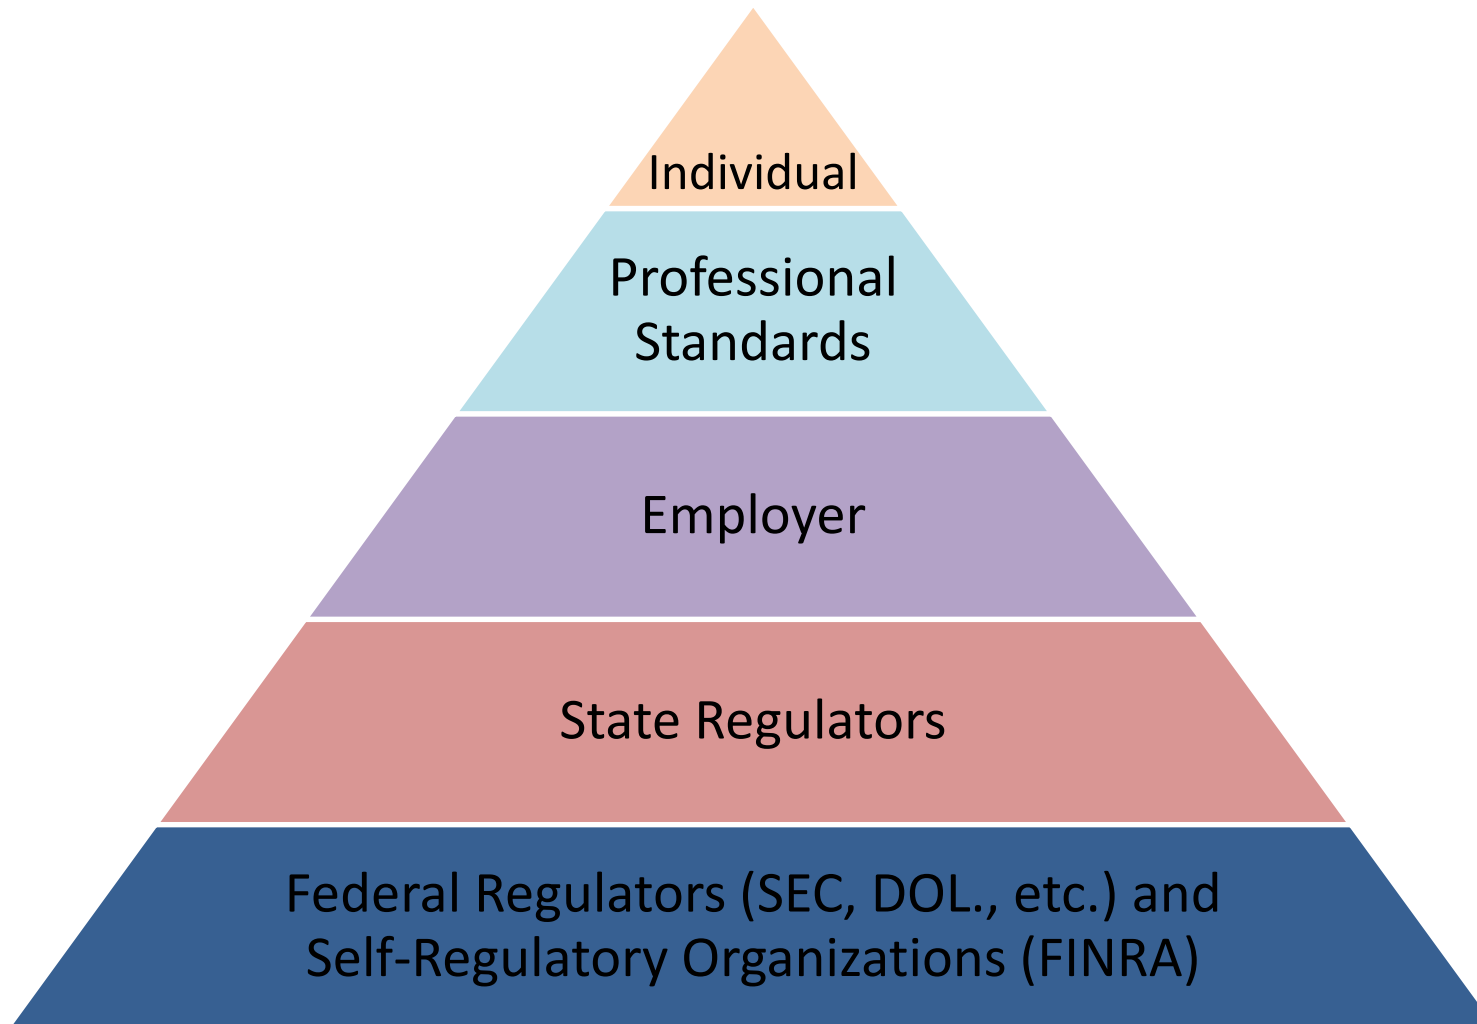 Individual
Professional
Standards
Employer
State Regulators
Federal Regulators (SEC, DOL., etc.) and
Self-Regulatory Organizations (FINRA)